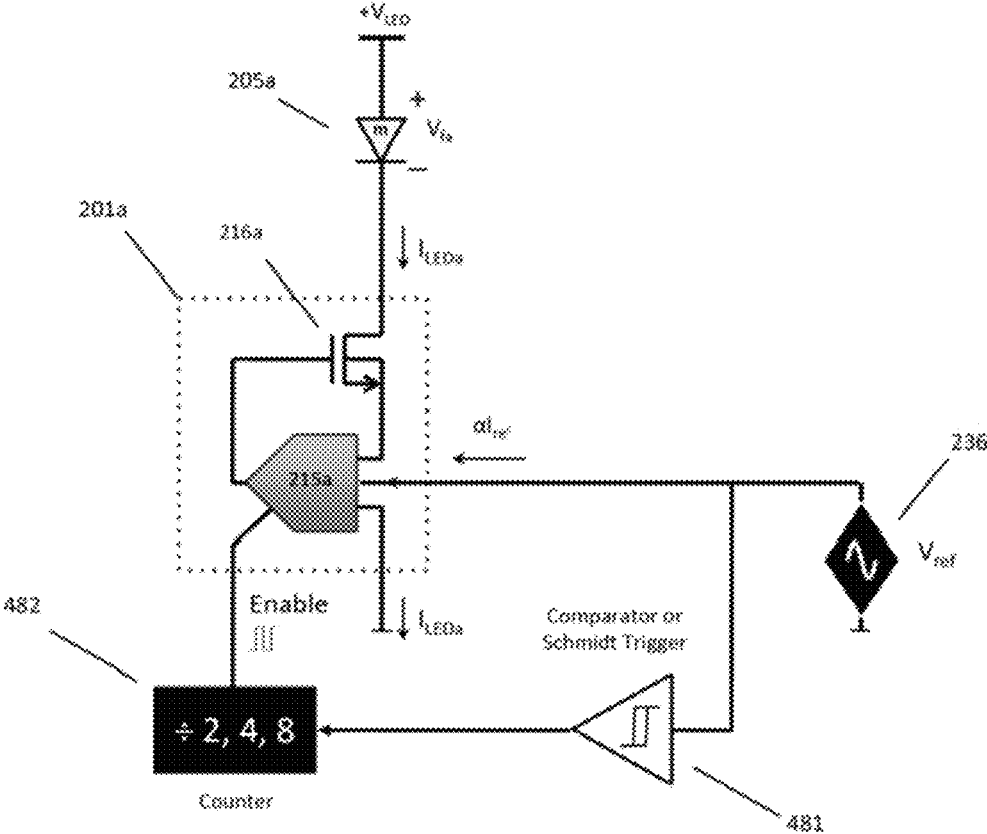 +V_LED
205a
+
m
V_fa
−
201a
216a
I_LEDa
αI_ref
215a
236
V_ref
482
Enable
I_LEDa
Comparator or
Schmidt Trigger
÷ 2, 4, 8
Counter
481